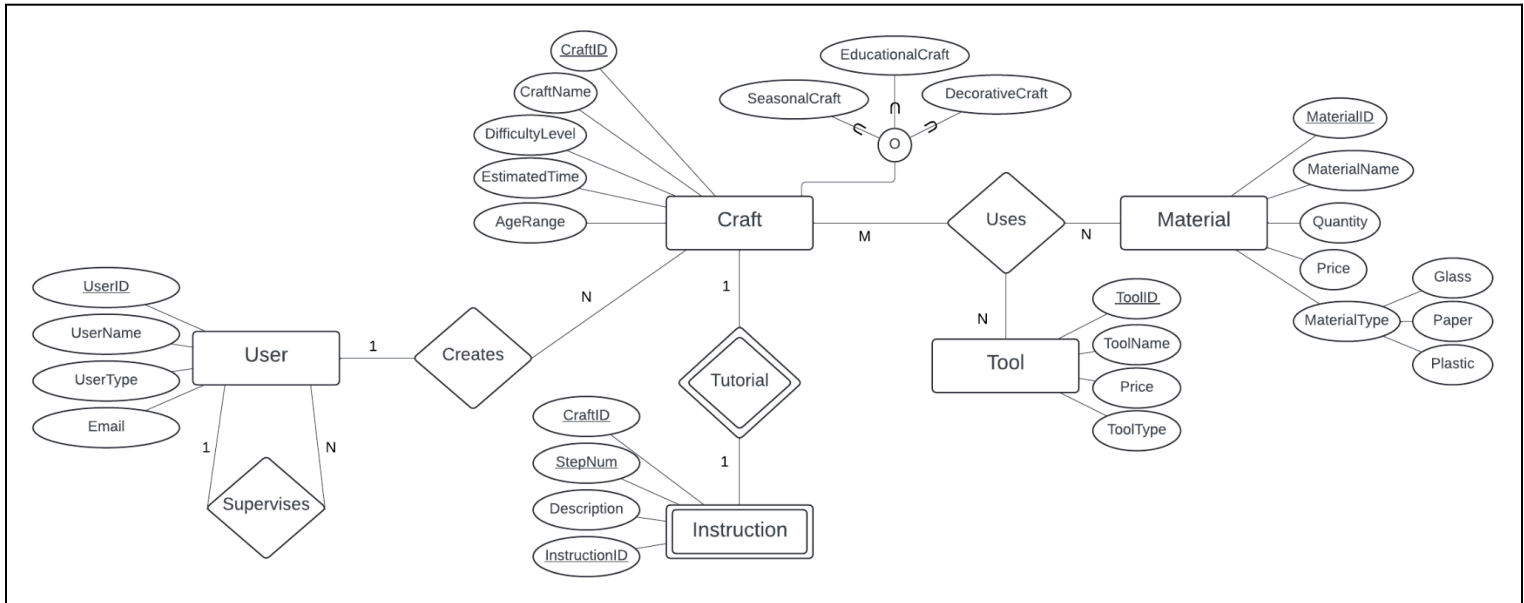 CraftID
CraftName
DifficultyLevel
EstimatedTime
AgeRange
SeasonalCraft
EducationalCraft
DecorativeCraft
O
Craft
M
Uses
N
Material
MaterialID
MaterialName
Quantity
Price
MaterialType
Glass
Paper
Plastic
UserID
UserName
UserType
Email
User
1
Creates
N
1
N
Supervises
1
Tutorial
1
CraftID
StepNum
Description
InstructionID
Instruction
N
Tool
ToolID
ToolName
Price
ToolType